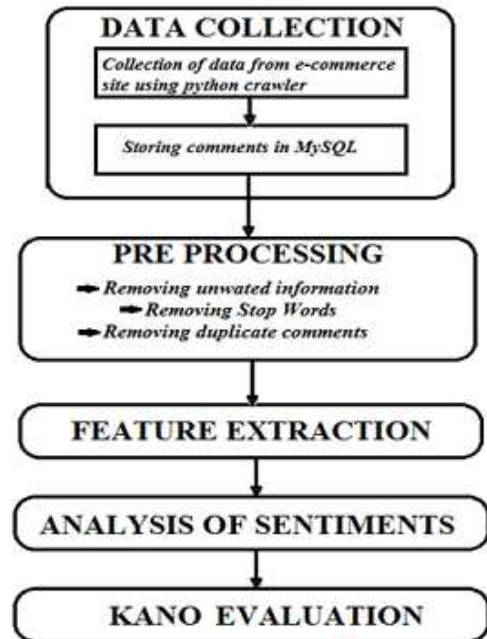 DATA COLLECTION
Collection of data from e-commerce
site using python crawler
Storing comments in MySQL
PRE PROCESSING
➡ Removing unwated information
➡ Removing Stop Words
➡ Removing duplicate comments
FEATURE EXTRACTION
ANALYSIS OF SENTIMENTS
KANO EVALUATION